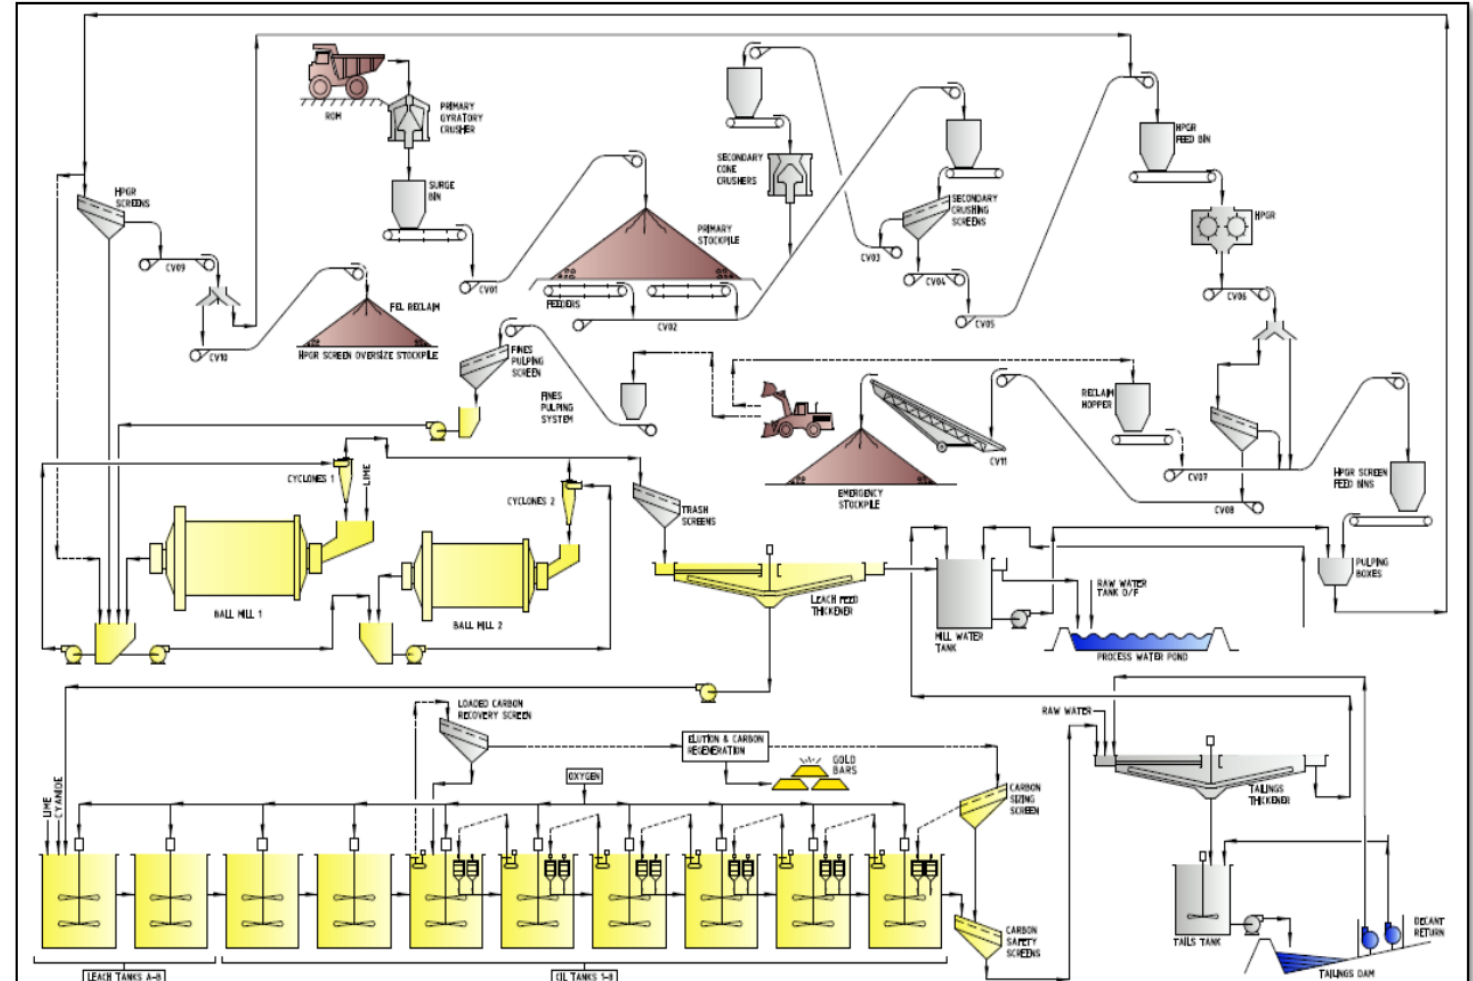 ROM
PRIMARY
GYRATORY
CRUSHER
SURGE
BIN
CV01
PRIMARY
STOCKPILE
FEEDERS
CV02
SECONDARY
CONE
CRUSHERS
CV03
SECONDARY
CRUSHING
SCREENS
CV04
CV05
HPGR
FEED BIN
HPGR
CV06
HPGR
SCREENS
CV09
CV10
FEL RECLAIM
HPGR SCREEN OVERSIZE STOCKPILE
FINES
PULPING
SCREEN
FINES
PULPING
SYSTEM
EMERGENCY
STOCKPILE
CV11
RECLAIM
HOPPER
CV07
CV08
HPGR SCREEN
FEED BINS
PULPING
BOXES
CYCLONES 1
LIME
BALL MILL 1
CYCLONES 2
BALL MILL 2
TRASH
SCREENS
LEACH FEED
THICKENER
MILL WATER
TANK
RAW WATER
TANK O/F
PROCESS WATER POND
LOADED CARBON
RECOVERY SCREEN
ELUTION & CARBON
REGENERATION
GOLD
BARS
OXYGEN
LIME
CYANIDE
CARBON
SIZING
SCREEN
CARBON
SAFETY
SCREENS
LEACH TANKS A-B
CIL TANKS 1-8
RAW WATER
TAILINGS
THICKENER
TAILS TANK
DECANT
RETURN
TAILINGS DAM